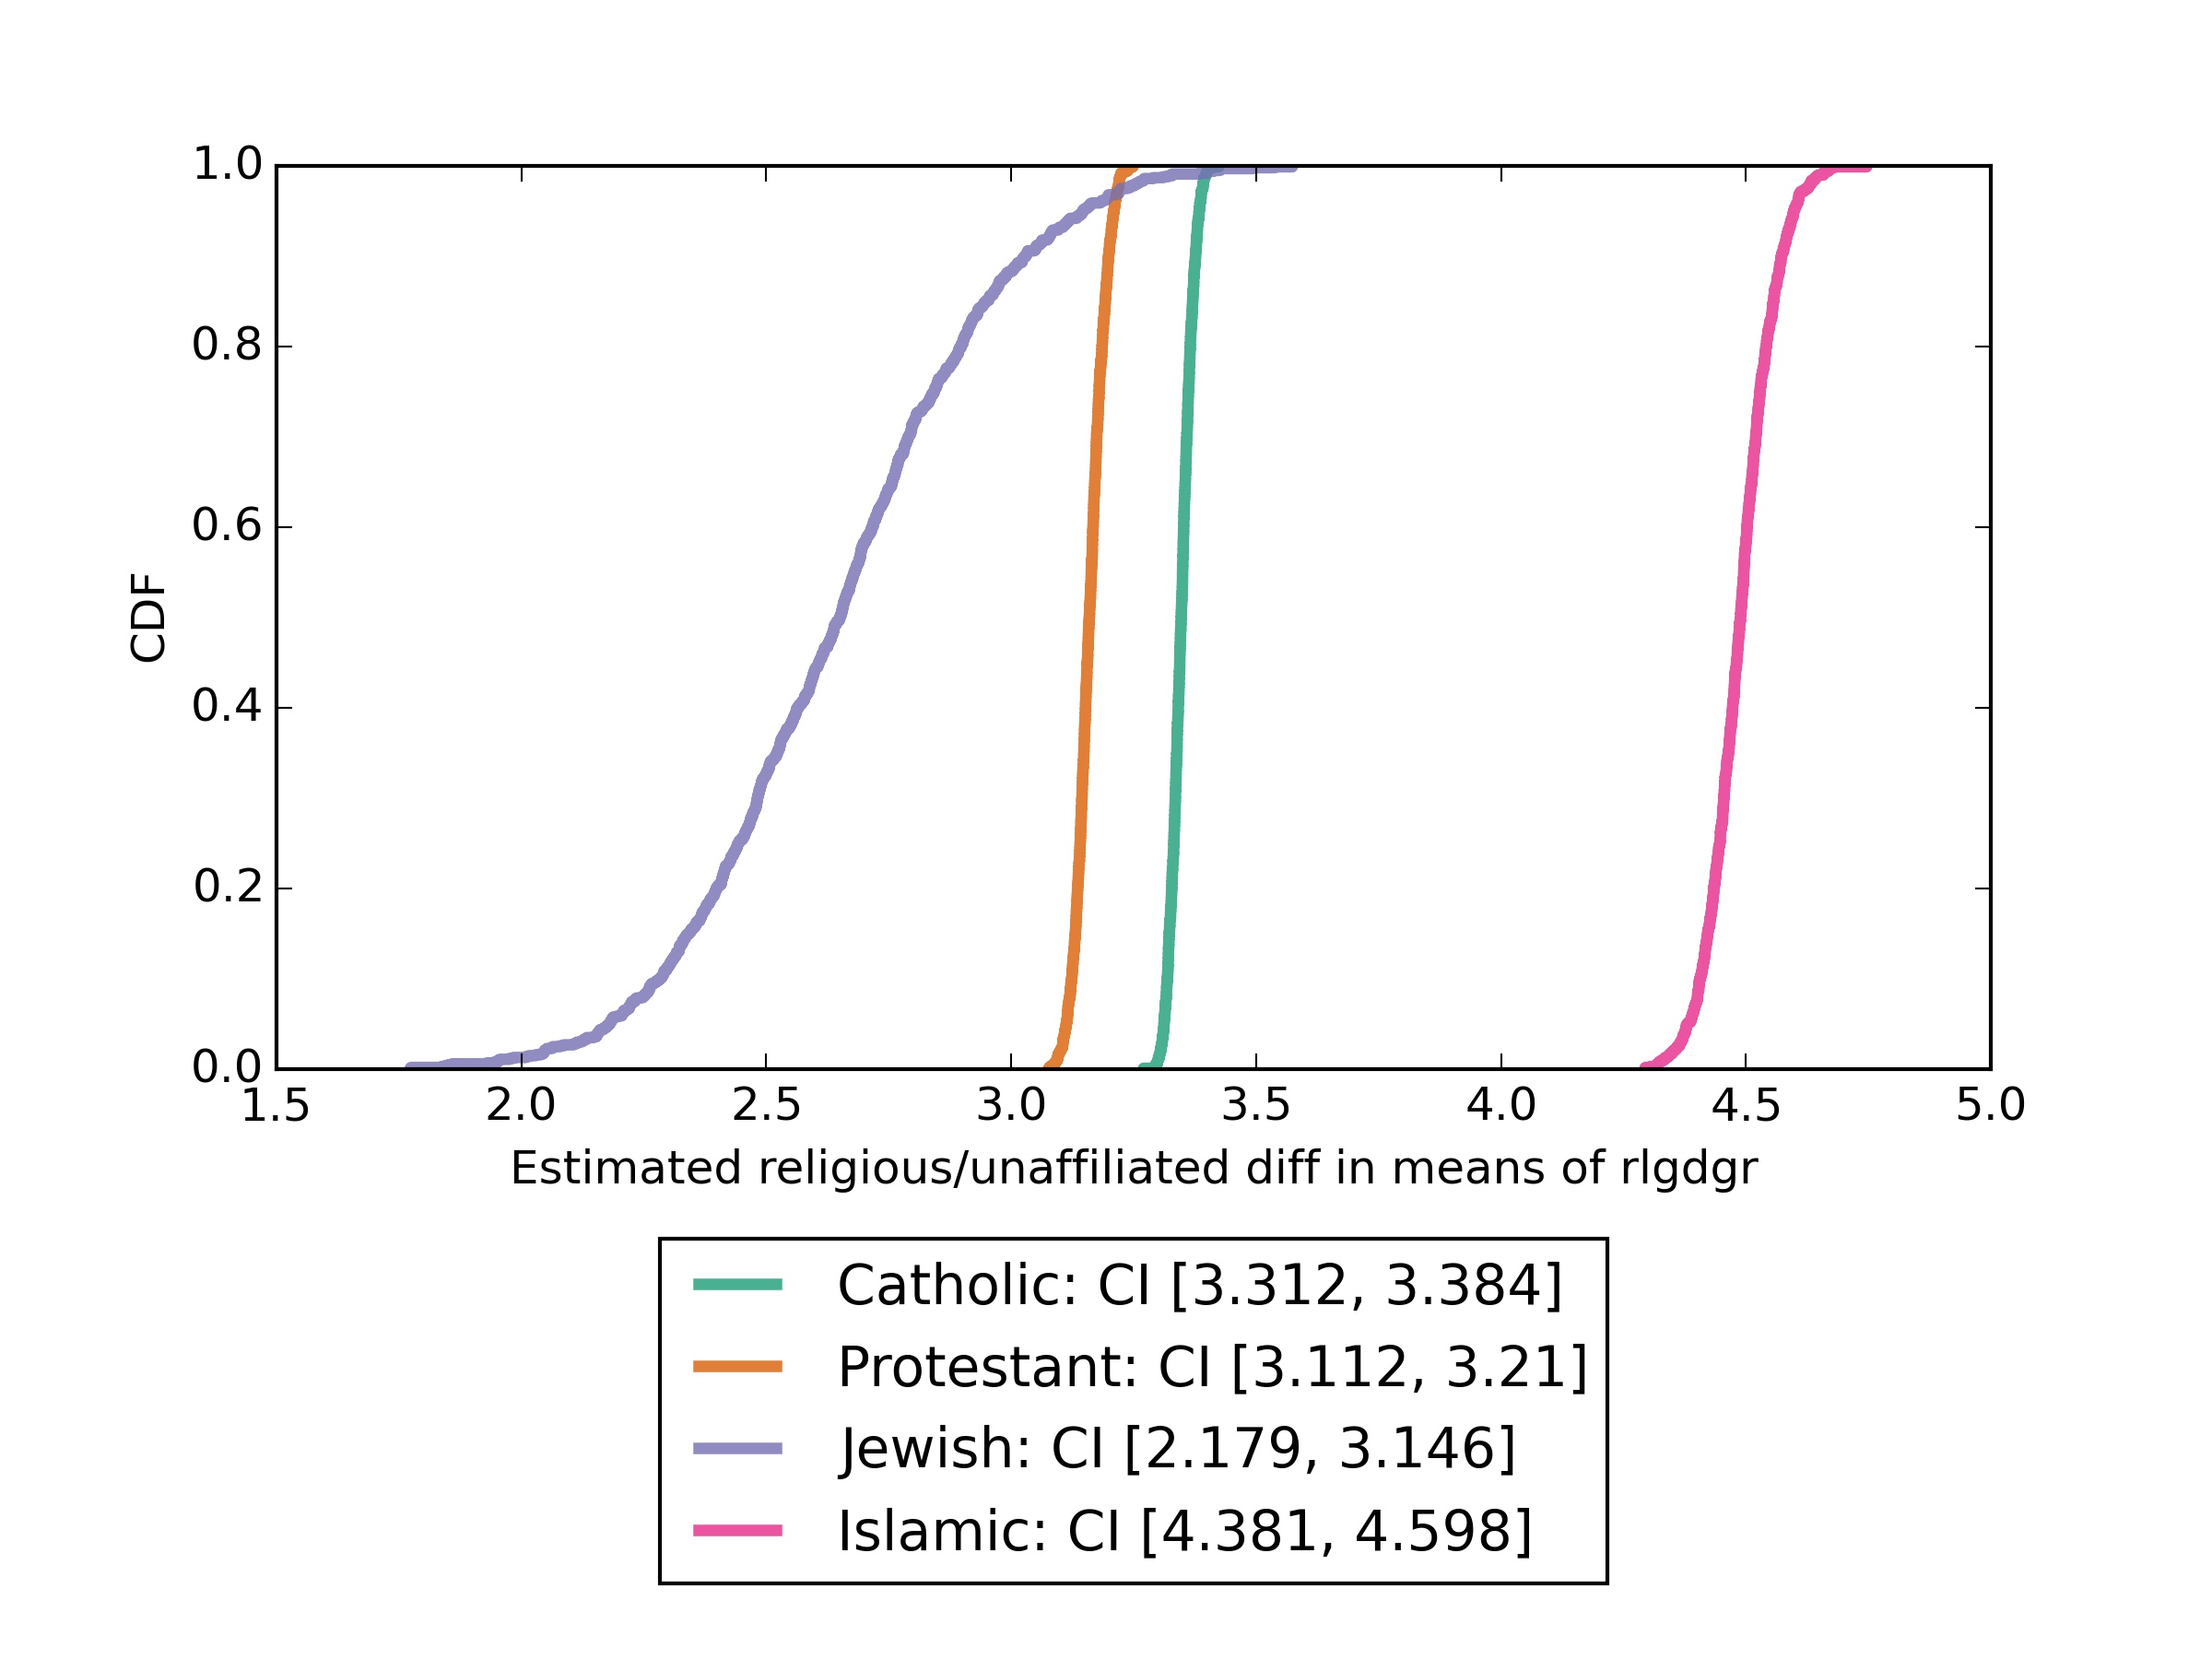 1.0
0.8
0.6
0.4
0.2
0.0
CDF
1.5 2.0 2.5 3.0 3.5 4.0 4.5 5.0
Estimated religious/unaffiliated diff in means of rlgdgr
Catholic: CI [3.312, 3.384]
Protestant: CI [3.112, 3.21]
Jewish: CI [2.179, 3.146]
Islamic: CI [4.381, 4.598]